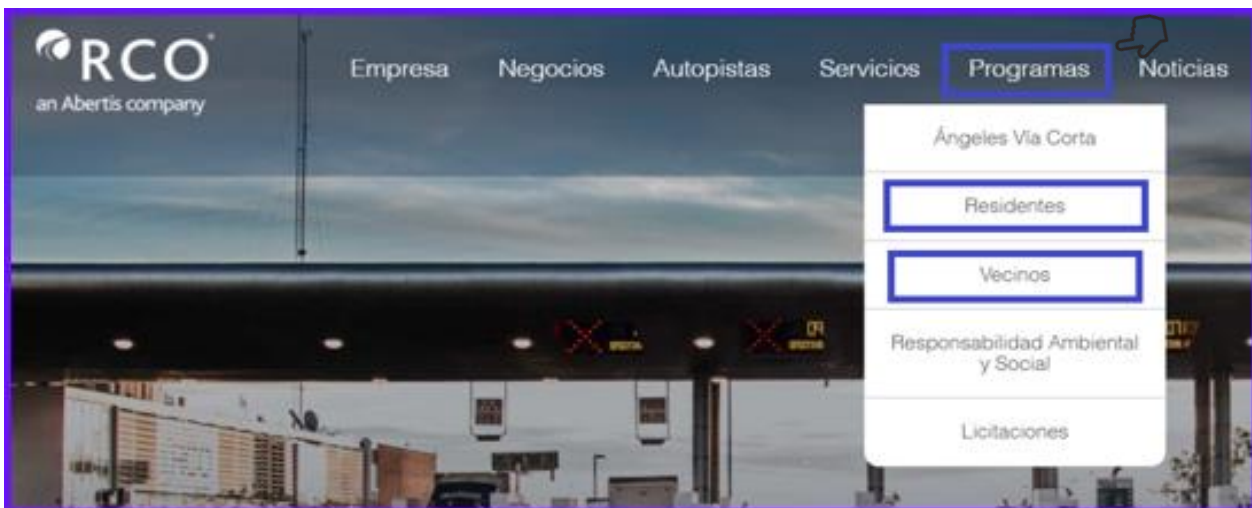 RCO
an Abertis company
Empresa Negocios Autopistas Servicios Programas Noticias
Ángeles Vía Corta
Residentes
Vecinos
Responsabilidad Ambiental
y Social
Licitaciones